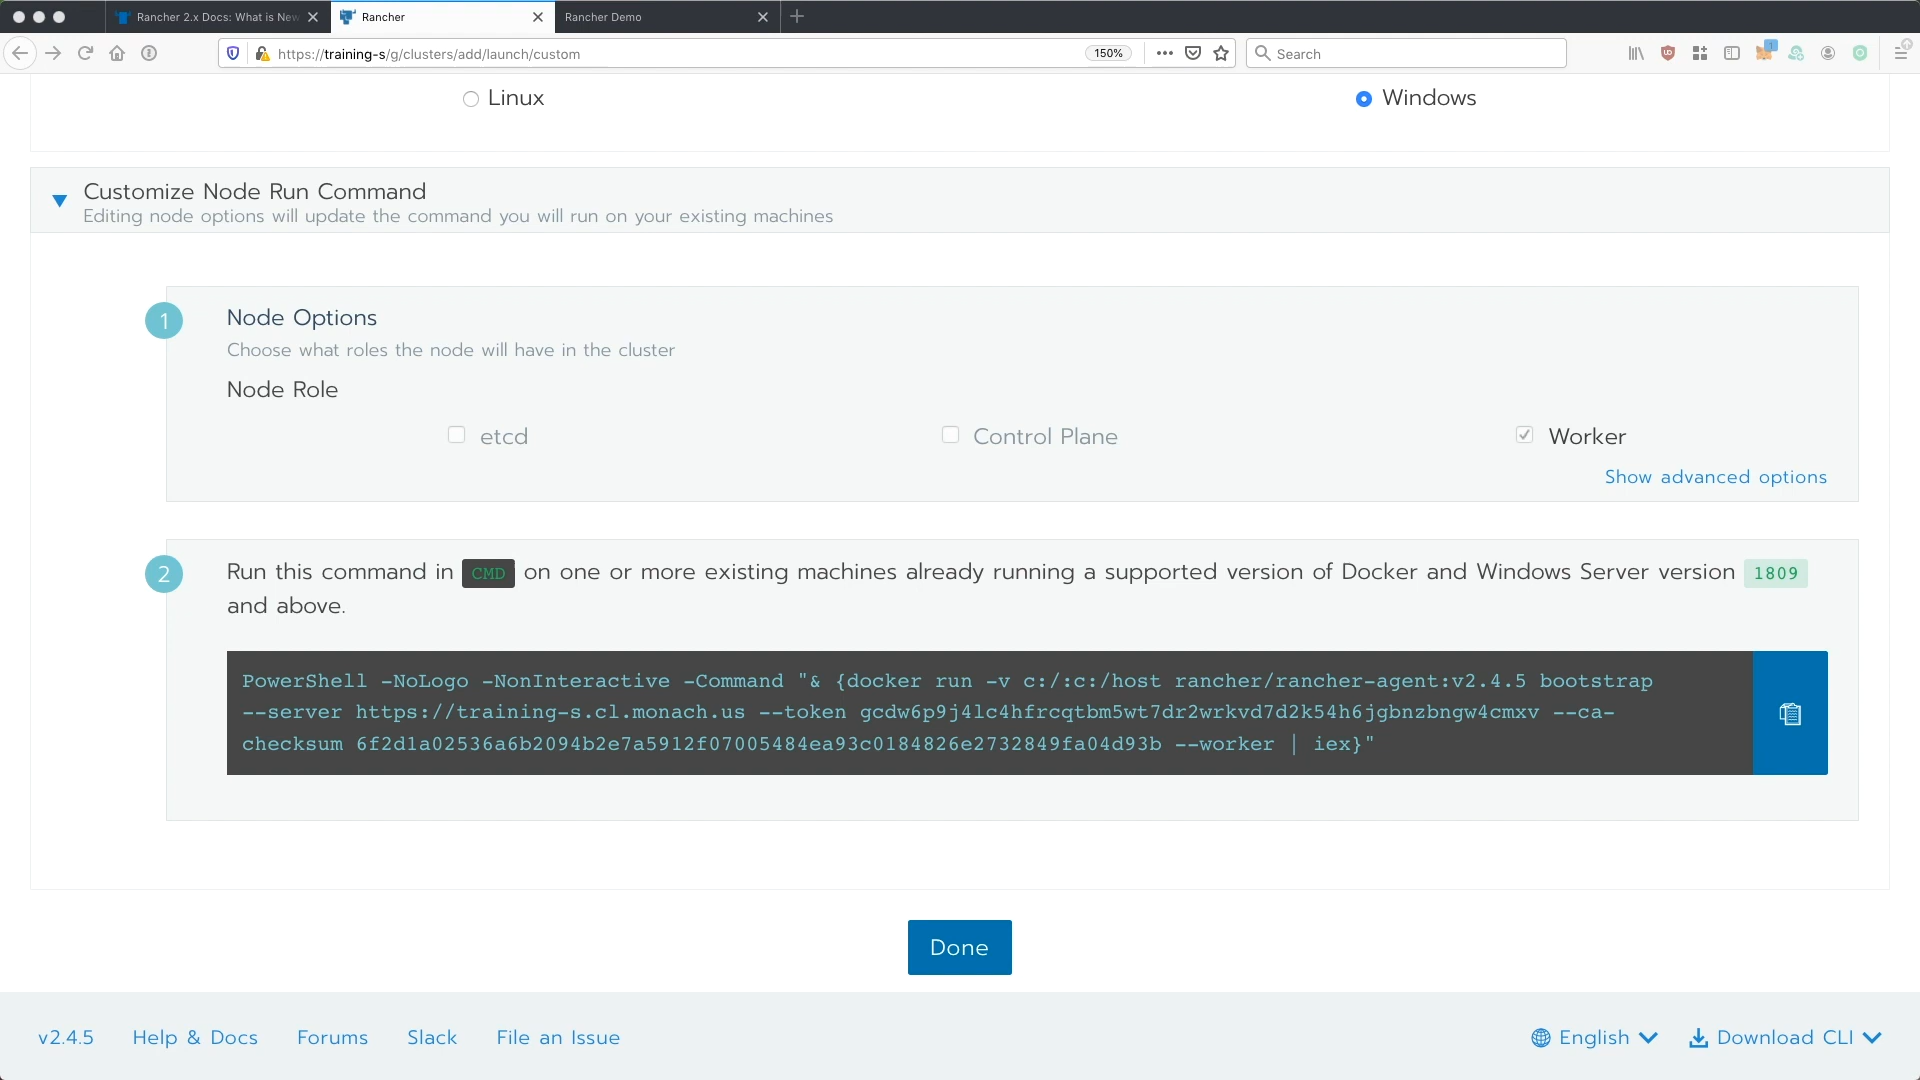 Rancher 2.x Docs: What is New
Rancher
Rancher Demo
https://training-s/g/clusters/add/launch/custom
150%
Search
1
Linux
Windows
Customize Node Run Command
Editing node options will update the command you will run on your existing machines
1
Node Options
Choose what roles the node will have in the cluster
Node Role
etcd
Control Plane
Worker
Show advanced options
2
Run this command in CMD on one or more existing machines already running a supported version of Docker and Windows Server version 1809
and above.
PowerShell -NoLogo -NonInteractive -Command "& {docker run -v c:/:c:/host rancher/rancher-agent:v2.4.5 bootstrap
--server https://training-s.cl.monach.us --token gcdw6p9j4lc4hfrcqtbm5wt7dr2wrkvd7d2k54h6jgbnzbngw4cmxv --ca-
checksum 6f2d1a02536a6b2094b2e7a5912f07005484ea93c0184826e2732849fa04d93b --worker | iex}"
Done
v2.4.5
Help & Docs
Forums
Slack
File an Issue
English
Download CLI